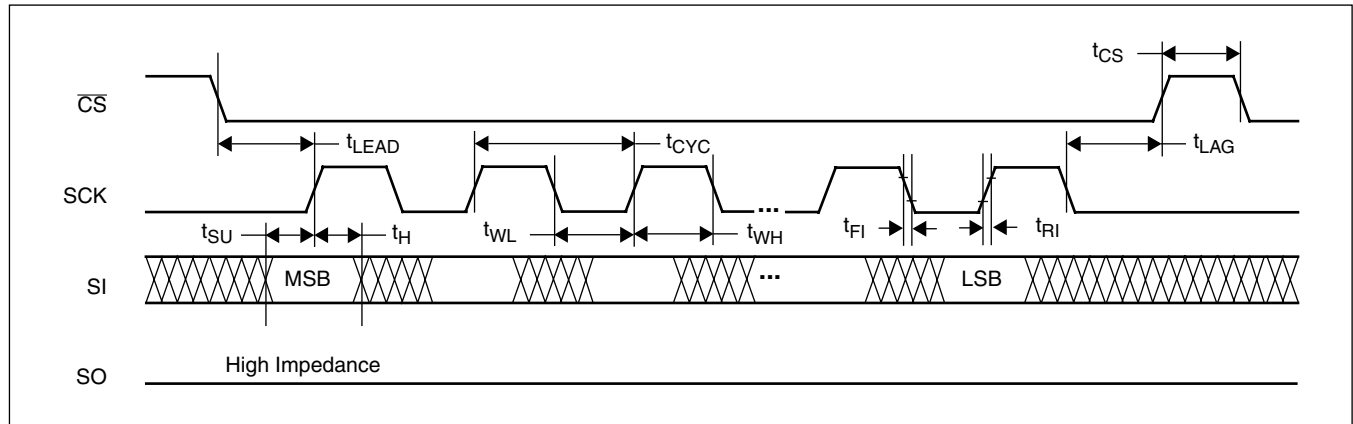 tCS
CS
tLEAD
tCYC
tLAG
SCK
...
tSU
tH
tWL
tWH
tFI
tRI
SI
MSB
...
LSB
High Impedance
SO